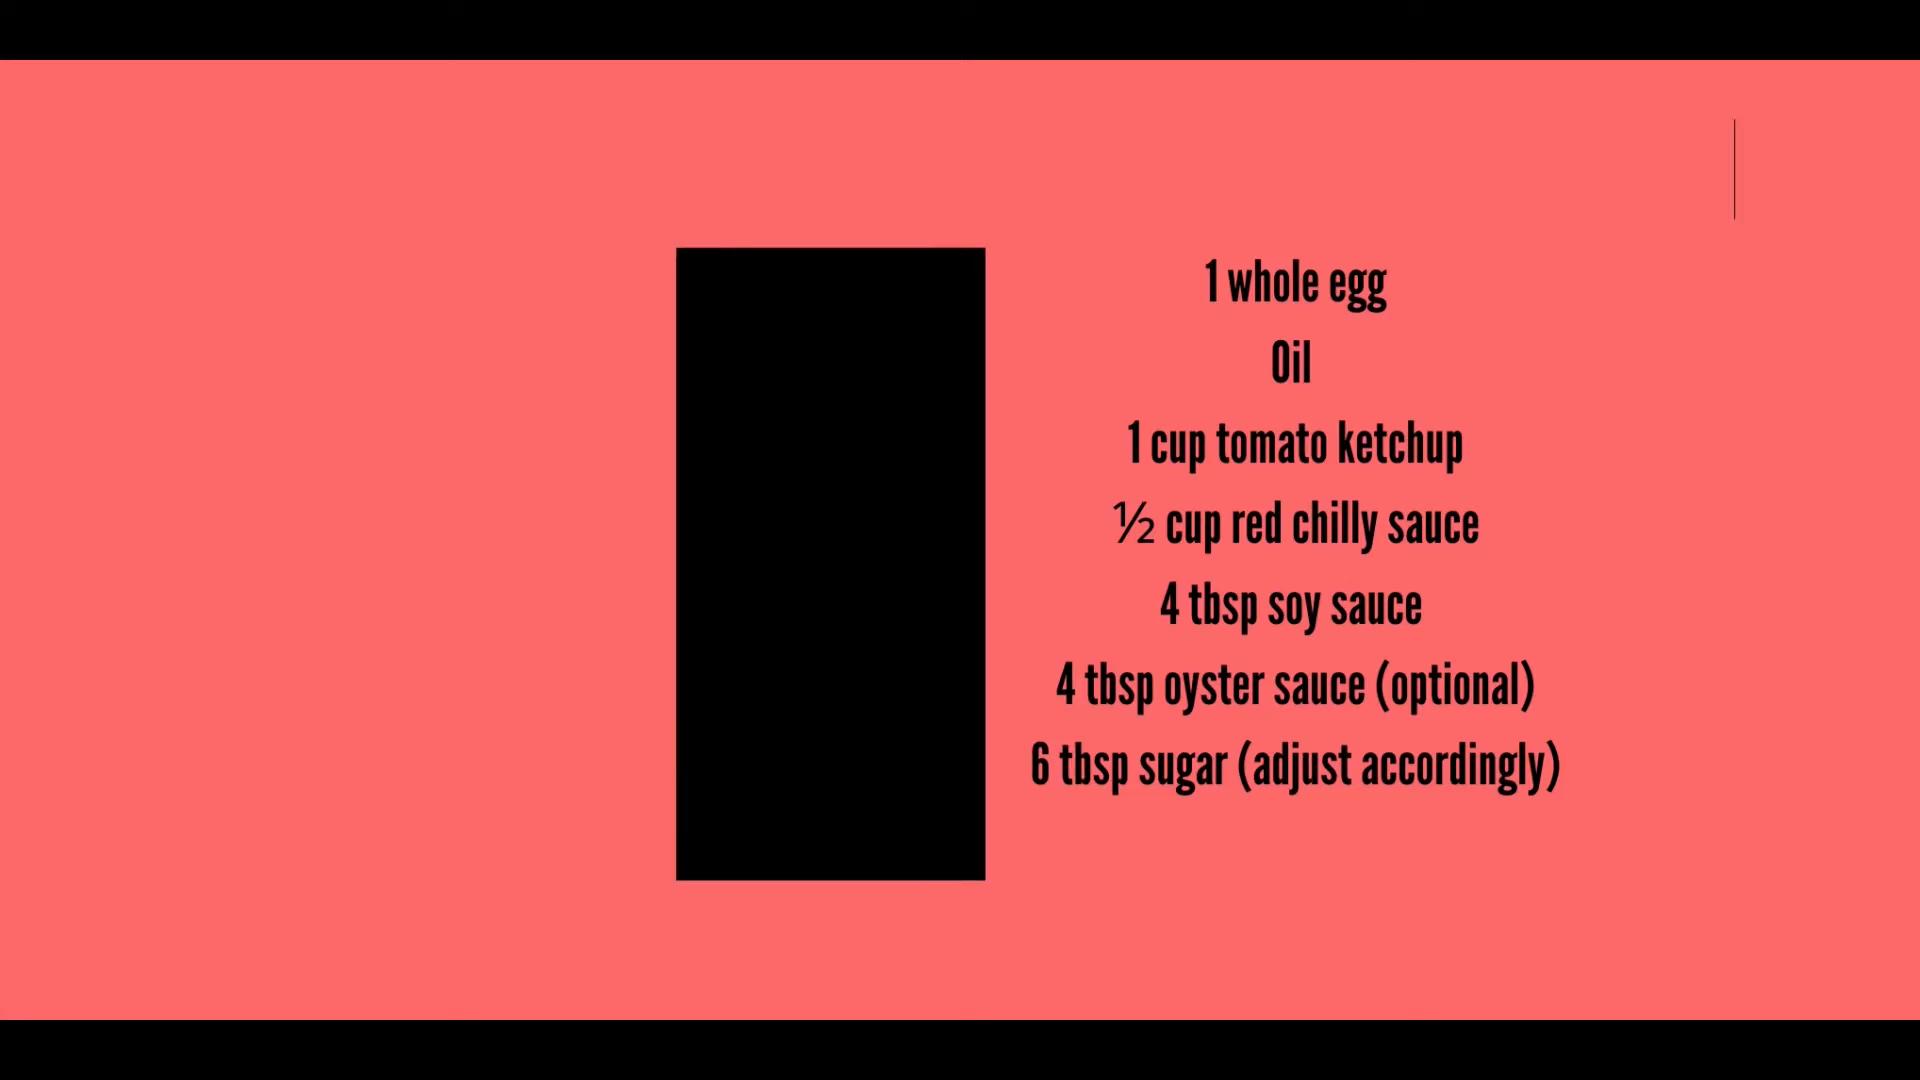 1 whole egg
Oil
1 cup tomato ketchup
½ cup red chilly sauce
4 tbsp soy sauce
4 tbsp oyster sauce (optional)
6 tbsp sugar (adjust accordingly)